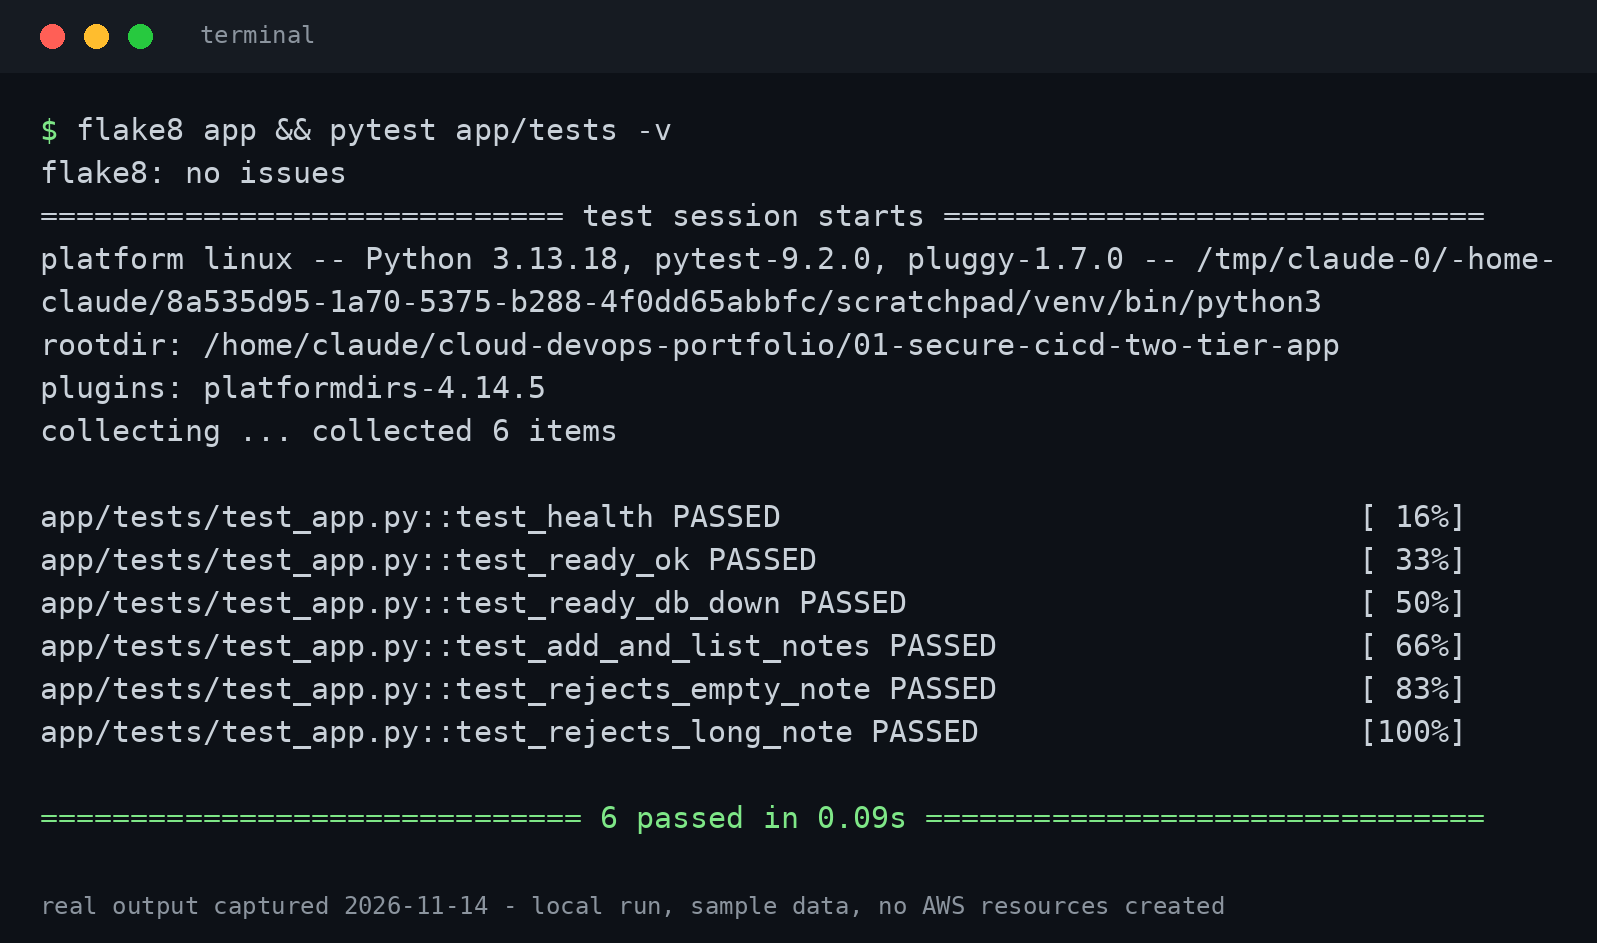 terminal
$ flake8 app && pytest app/tests -v
flake8: no issues
============================= test session starts ==============================
platform linux -- Python 3.13.18, pytest-9.2.0, pluggy-1.7.0 -- /tmp/claude-0/-home-
claude/8a535d95-1a70-5375-b288-4f0dd65abbfc/scratchpad/venv/bin/python3
rootdir: /home/claude/cloud-devops-portfolio/01-secure-cicd-two-tier-app
plugins: platformdirs-4.14.5
collecting ... collected 6 items
app/tests/test_app.py::test_health PASSED                                [ 16%]
app/tests/test_app.py::test_ready_ok PASSED                              [ 33%]
app/tests/test_app.py::test_ready_db_down PASSED                         [ 50%]
app/tests/test_app.py::test_add_and_list_notes PASSED                    [ 66%]
app/tests/test_app.py::test_rejects_empty_note PASSED                    [ 83%]
app/tests/test_app.py::test_rejects_long_note PASSED                     [100%]
============================== 6 passed in 0.09s ===============================
real output captured 2026-11-14 - local run, sample data, no AWS resources created